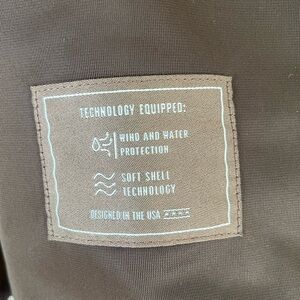 TECHNOLOGY EQUIPPED:
WIND AND WATER
PROTECTION
SOFT SHELL
TECHNOLOGY
DESIGNED IN THE USA ★★★★